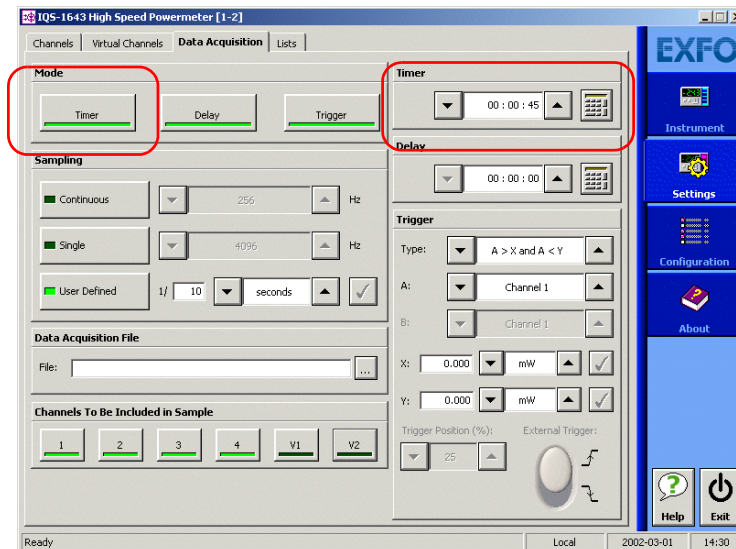 IQS-1643 High Speed Powermeter [1-2]
Channels Virtual Channels Data Acquisition Lists
Mode
Timer Delay Trigger
Sampling
Continuous 256 Hz
Single 4096 Hz
User Defined 1/ 10 seconds
Data Acquisition File
File: ...
Channels To Be Included in Sample
1 2 3 4 V1 V2
Timer
00 : 00 : 45
Delay
00 : 00 : 00
Trigger
Type: A > X and A < Y
A: Channel 1
B: Channel 1
X: 0.000 mW
Y: 0.000 mW
Trigger Position (%): External Trigger:
25
EXFO
Instrument
Settings
Configuration
About
Help Exit
Ready Local 2002-03-01 14:30